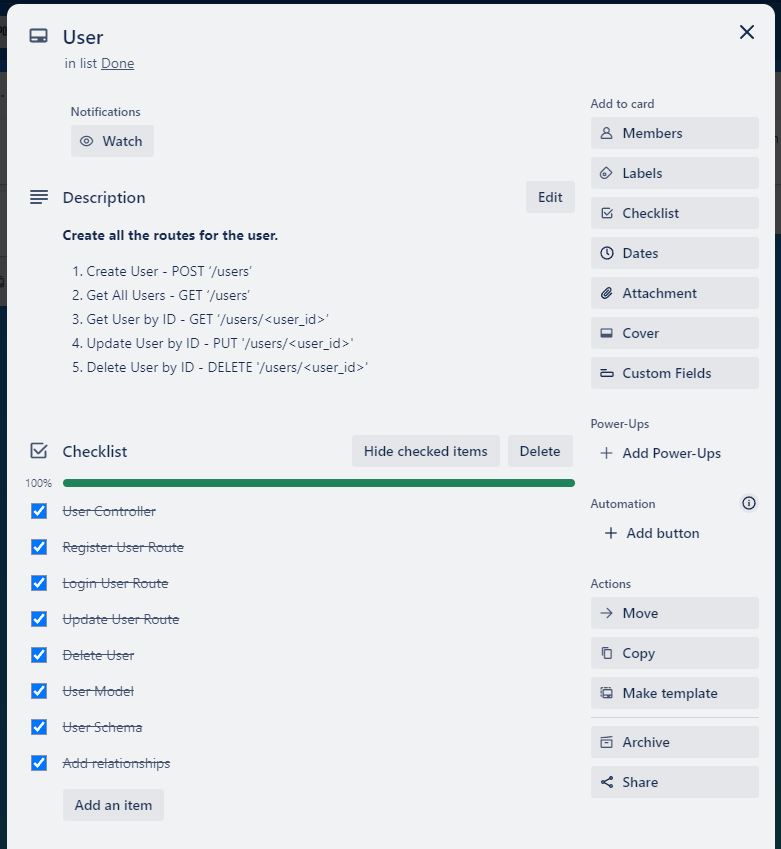 User
in list Done
Notifications
Watch
Description
Edit
Create all the routes for the user.
1. Create User - POST '/users'
2. Get All Users - GET '/users'
3. Get User by ID - GET '/users/<user_id>'
4. Update User by ID - PUT '/users/<user_id>'
5. Delete User by ID - DELETE '/users/<user_id>'
Checklist
Hide checked items
Delete
100%
User Controller
Register User Route
Login User Route
Update User Route
Delete User
User Model
User Schema
Add relationships
Add an item
Add to card
Members
Labels
Checklist
Dates
Attachment
Cover
Custom Fields
Power-Ups
+ Add Power-Ups
Automation
+ Add button
Actions
Move
Copy
Make template
Archive
Share